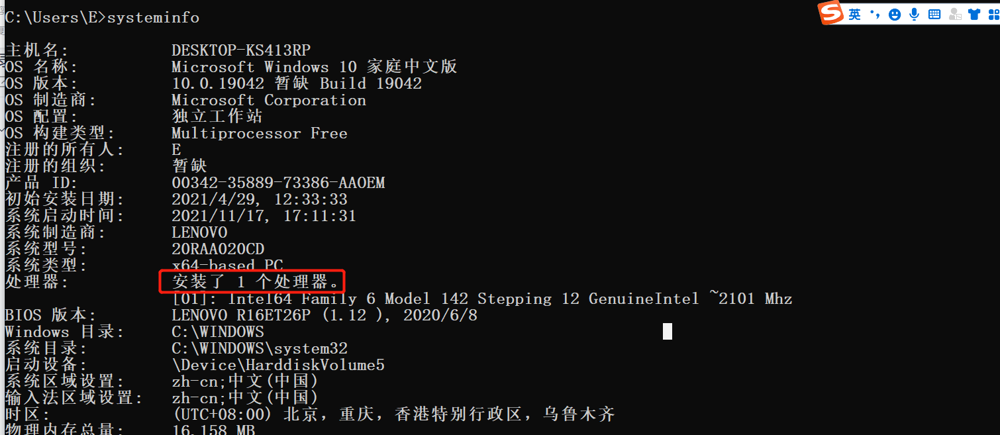 C:\Users\E>systeminfo
英
主机名: DESKTOP-KS413RP
OS 名称: Microsoft Windows 10 家庭中文版
OS 版本: 10.0.19042 暂缺 Build 19042
OS 制造商: Microsoft Corporation
OS 配置: 独立工作站
OS 构建类型: Multiprocessor Free
注册的所有人: E
注册的组织: 暂缺
产品 ID: 00342-35889-73386-AAOEM
初始安装日期: 2021/4/29, 12:33:33
系统启动时间: 2021/11/17, 17:11:31
系统制造商: LENOVO
系统型号: 20RAA020CD
系统类型: x64-based PC
处理器: 安装了 1 个处理器。
[01]: Intel64 Family 6 Model 142 Stepping 12 GenuineIntel ~2101 Mhz
BIOS 版本: LENOVO R16ET26P (1.12 ), 2020/6/8
Windows 目录: C:\WINDOWS
系统目录: C:\WINDOWS\system32
启动设备: \Device\HarddiskVolume5
系统区域设置: zh-cn;中文(中国)
输入法区域设置: zh-cn;中文(中国)
时区: (UTC+08:00) 北京，重庆，香港特别行政区，乌鲁木齐
物理内存总量: 16,158 MB